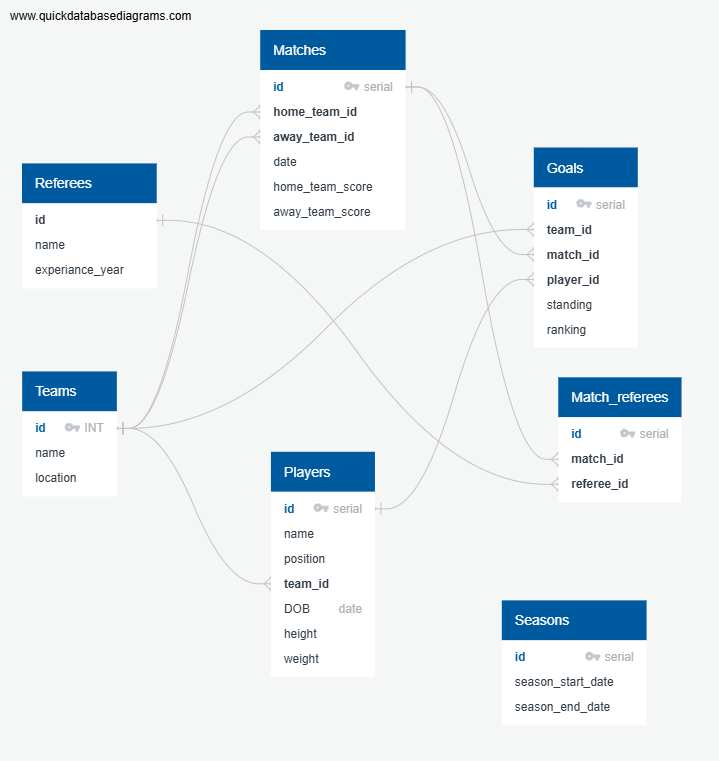 www.quickdatabasediagrams.com
Matches
id serial
home_team_id
away_team_id
date
home_team_score
away_team_score
Referees
id
name
experiance_year
Goals
id serial
team_id
match_id
player_id
standing
ranking
Teams
id INT
name
location
Match_referees
id serial
match_id
referee_id
Players
id serial
name
position
team_id
DOB date
height
weight
Seasons
id serial
season_start_date
season_end_date